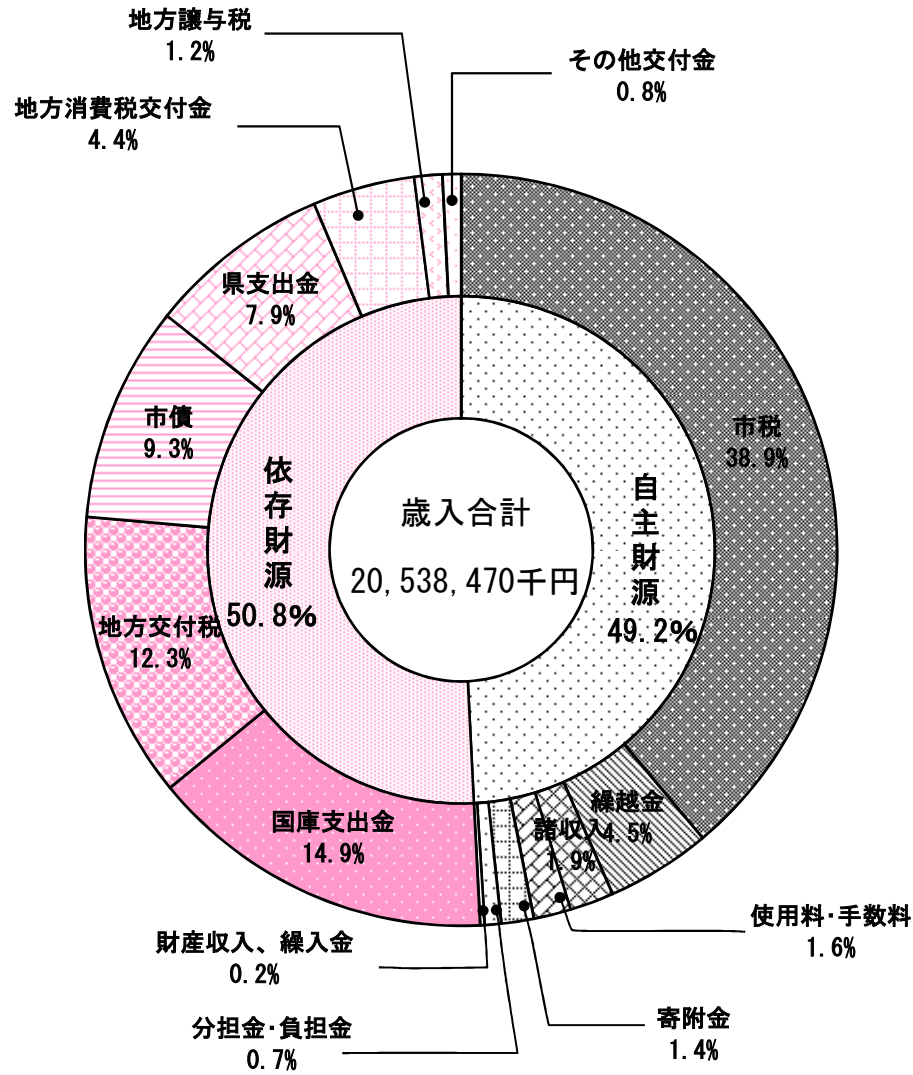 地方譲与税
1.2%
その他交付金
0.8%
地方消費税交付金
4.4%
県支出金
7.9%
市債
9.3%
市税
38.9%
依存財源
50.8%
歳入合計
20,538,470千円
自主財源
49.2%
地方交付税
12.3%
国庫支出金
14.9%
繰越金
4.5%
諸収入
1.9%
使用料・手数料
1.6%
財産収入、繰入金
0.2%
分担金・負担金
0.7%
寄附金
1.4%